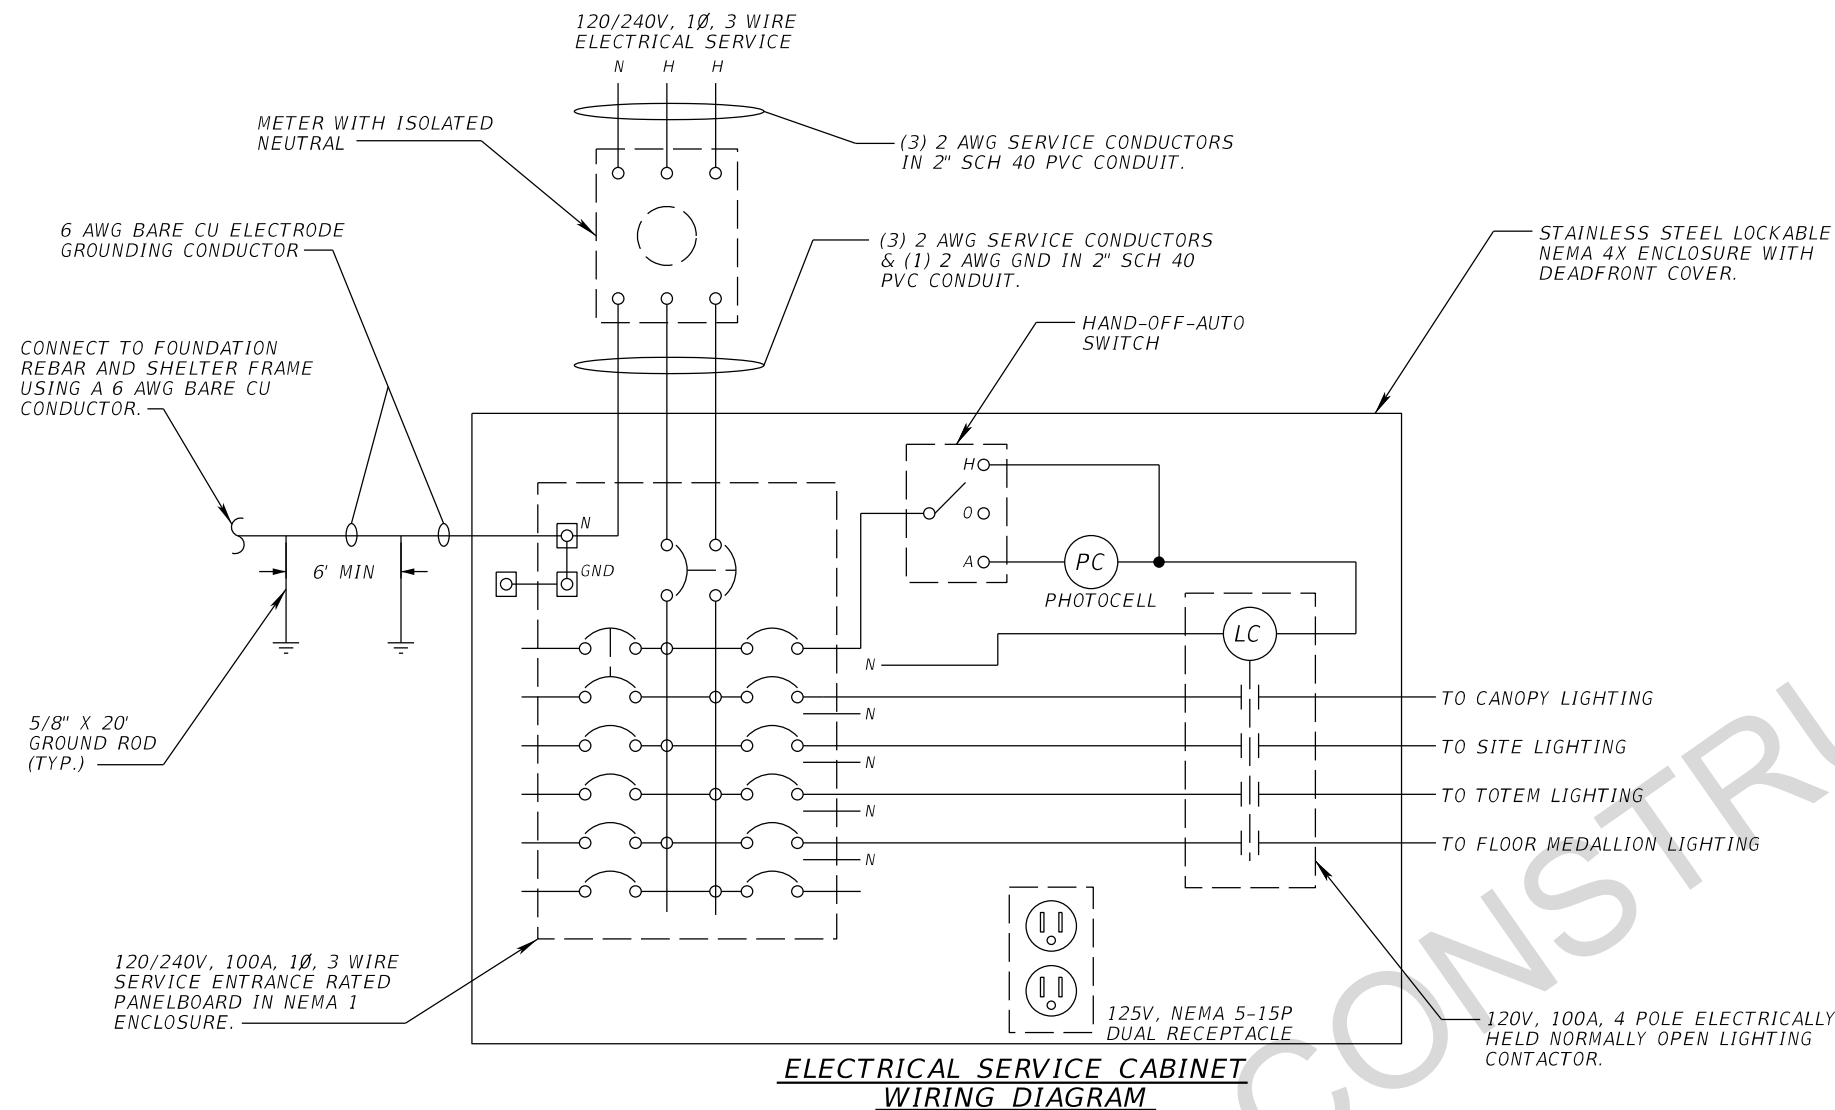 120/240V, 1Ø, 3 WIRE
ELECTRICAL SERVICE
N H H
METER WITH ISOLATED
NEUTRAL
(3) 2 AWG SERVICE CONDUCTORS
IN 2" SCH 40 PVC CONDUIT.
6 AWG BARE CU ELECTRODE
GROUNDING CONDUCTOR
(3) 2 AWG SERVICE CONDUCTORS
& (1) 2 AWG GND IN 2" SCH 40
PVC CONDUIT.
STAINLESS STEEL LOCKABLE
NEMA 4X ENCLOSURE WITH
DEADFRONT COVER.
HAND-OFF-AUTO
SWITCH
CONNECT TO FOUNDATION
REBAR AND SHELTER FRAME
USING A 6 AWG BARE CU
CONDUCTOR.
H
O
A
N
GND
6' MIN
PC
PHOTOCELL
LC
N
N
N
N
N
TO CANOPY LIGHTING
TO SITE LIGHTING
TO TOTEM LIGHTING
TO FLOOR MEDALLION LIGHTING
5/8" X 20'
GROUND ROD
(TYP.)
120/240V, 100A, 1Ø, 3 WIRE
SERVICE ENTRANCE RATED
PANELBOARD IN NEMA 1
ENCLOSURE.
125V, NEMA 5-15P
DUAL RECEPTACLE
120V, 100A, 4 POLE ELECTRICALLY
HELD NORMALLY OPEN LIGHTING
CONTACTOR.
ELECTRICAL SERVICE CABINET
WIRING DIAGRAM
CONSTRU